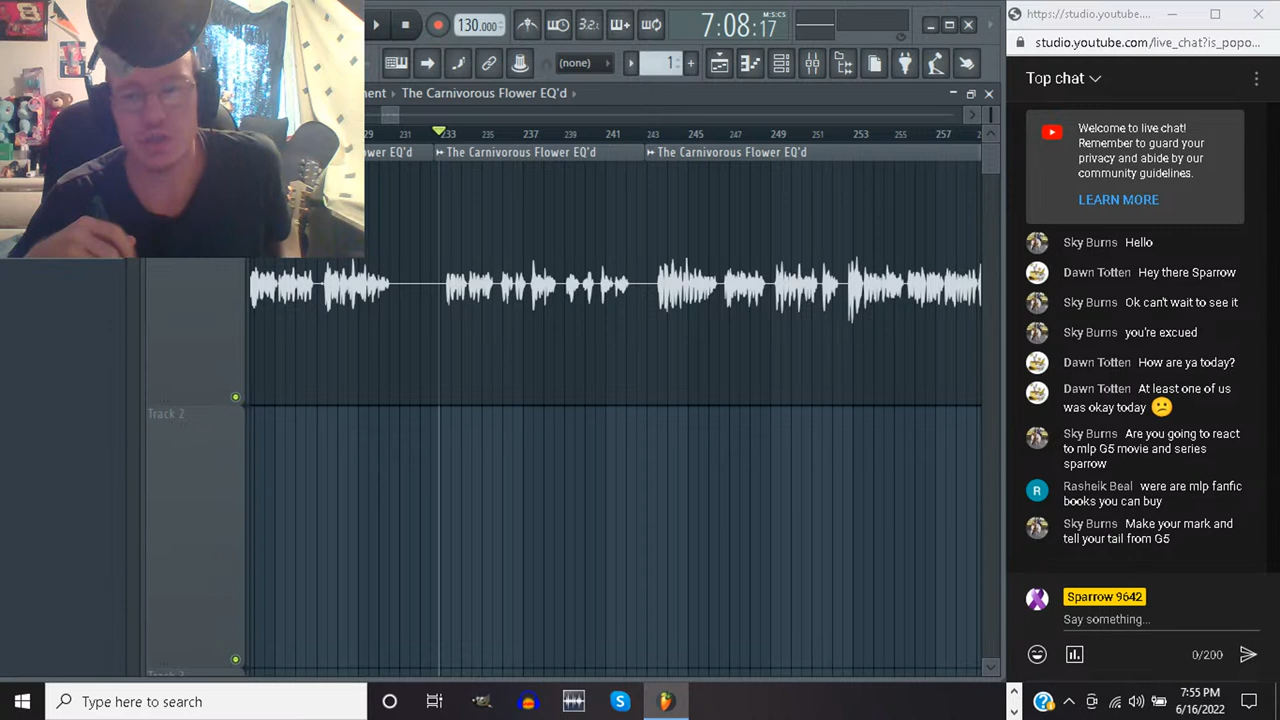 130.000
3.2.
7:08:17
M:S:CS
(none)
1
The Carnivorous Flower EQ'd
231
233
235
237
239
241
243
245
247
249
251
253
255
257
The Carnivorous Flower EQ'd
The Carnivorous Flower EQ'd
Track 2
https://studio.youtube....
studio.youtube.com/live_chat?is_popo...
Top chat
Welcome to live chat!
Remember to guard your
privacy and abide by our
community guidelines.
LEARN MORE
Sky Burns Hello
Dawn Totten Hey there Sparrow
Sky Burns Ok can't wait to see it
Sky Burns you're excued
Dawn Totten How are ya today?
Dawn Totten At least one of us
was okay today
Sky Burns Are you going to react
to mlp G5 movie and series
sparrow
R
Rasheik Beal were are mlp fanfic
books you can buy
Sky Burns Make your mark and
tell your tail from G5
Sparrow 9642
Say something...
0/200
Type here to search
7:55 PM
6/16/2022